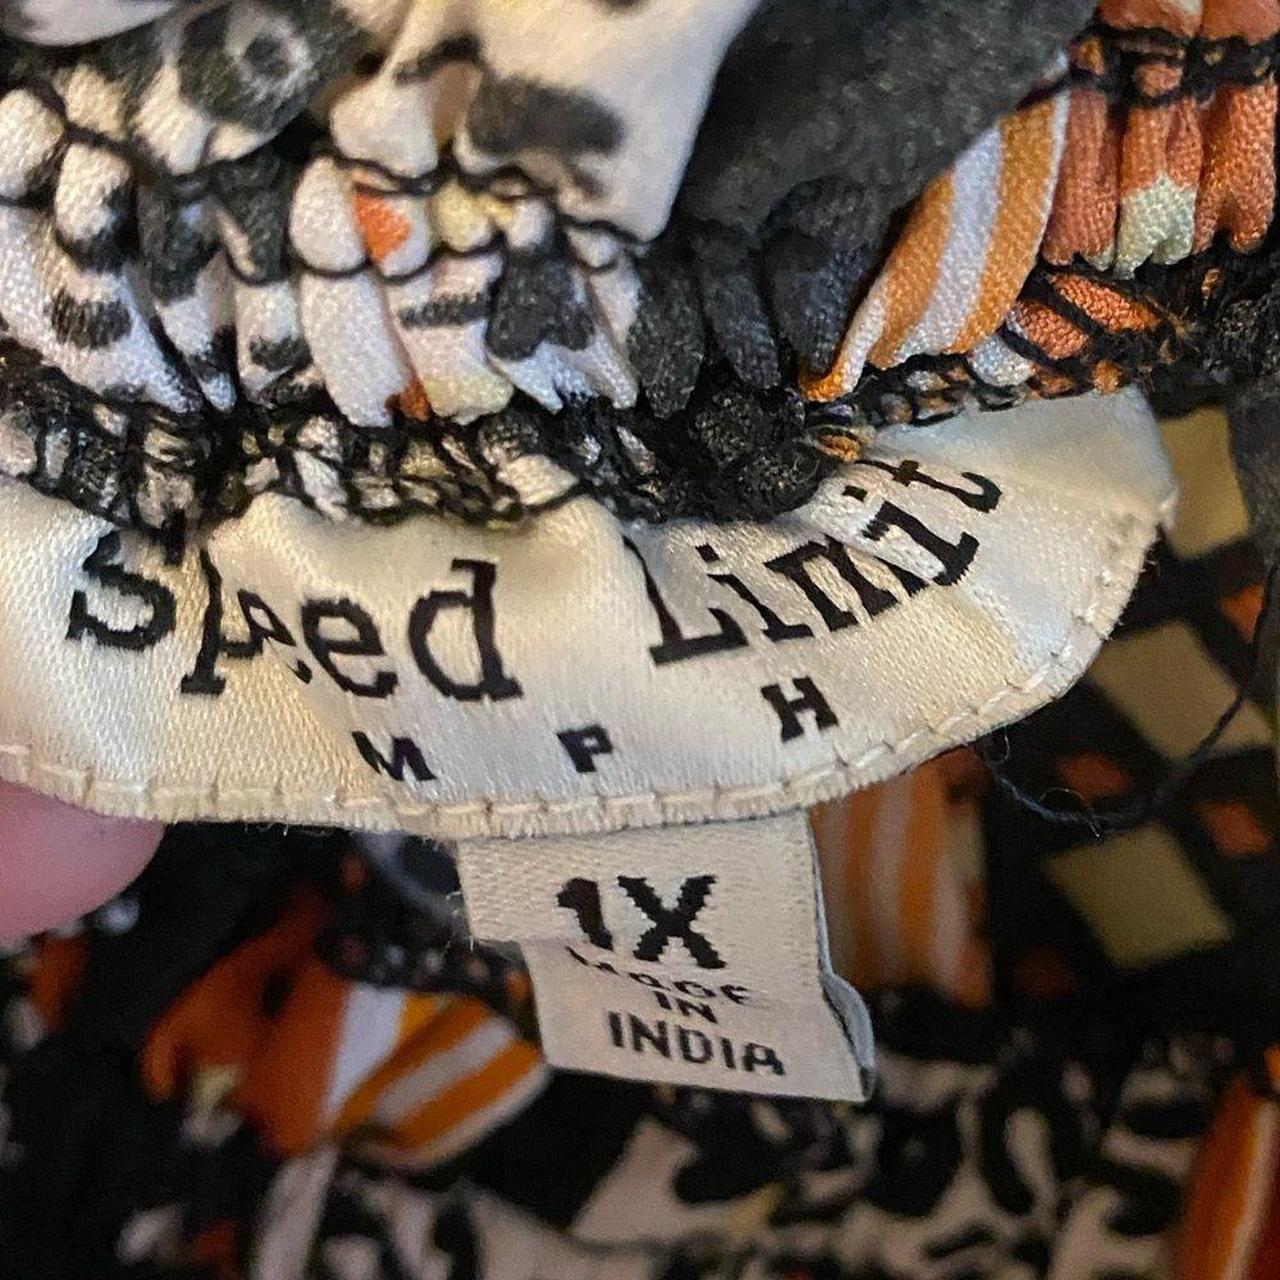 Speed Limit
M P H
1X
MADE
IN
INDIA